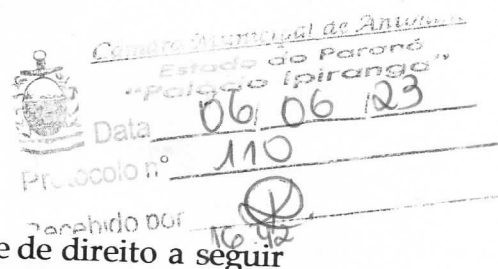 Câmara Municipal de
Estado do Paraná
"Palácio Ipiranga"
Data 06/06/23
Protocolo nº 110
Recebido por
16:42
e de direito a seguir